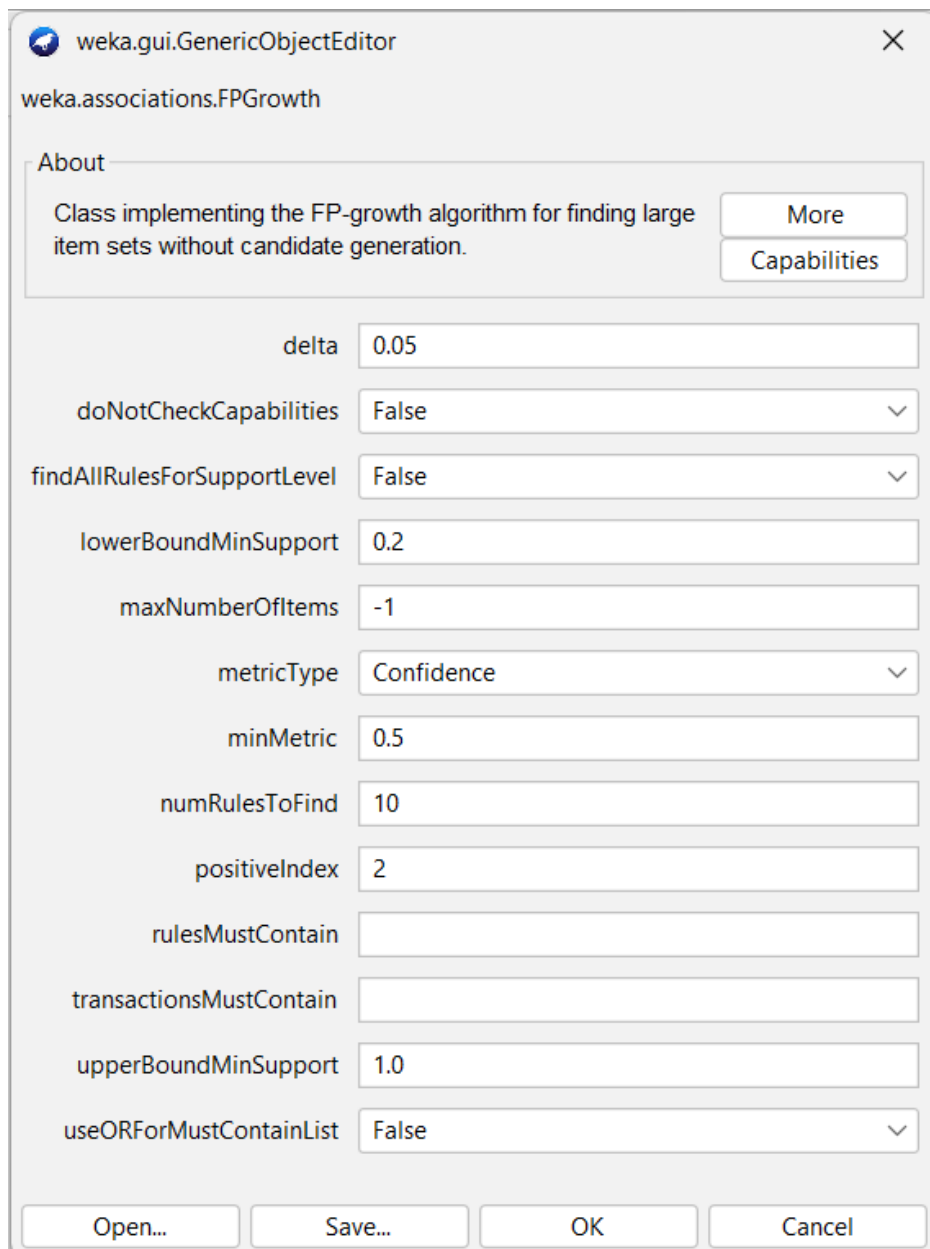 weka.gui.GenericObjectEditor
weka.associations.FPGrowth
About
Class implementing the FP-growth algorithm for finding large
item sets without candidate generation.
More
Capabilities
delta 0.05
doNotCheckCapabilities False
findAllRulesForSupportLevel False
lowerBoundMinSupport 0.2
maxNumberOfItems -1
metricType Confidence
minMetric 0.5
numRulesToFind 10
positiveIndex 2
rulesMustContain
transactionsMustContain
upperBoundMinSupport 1.0
useORForMustContainList False
Open... Save... OK Cancel